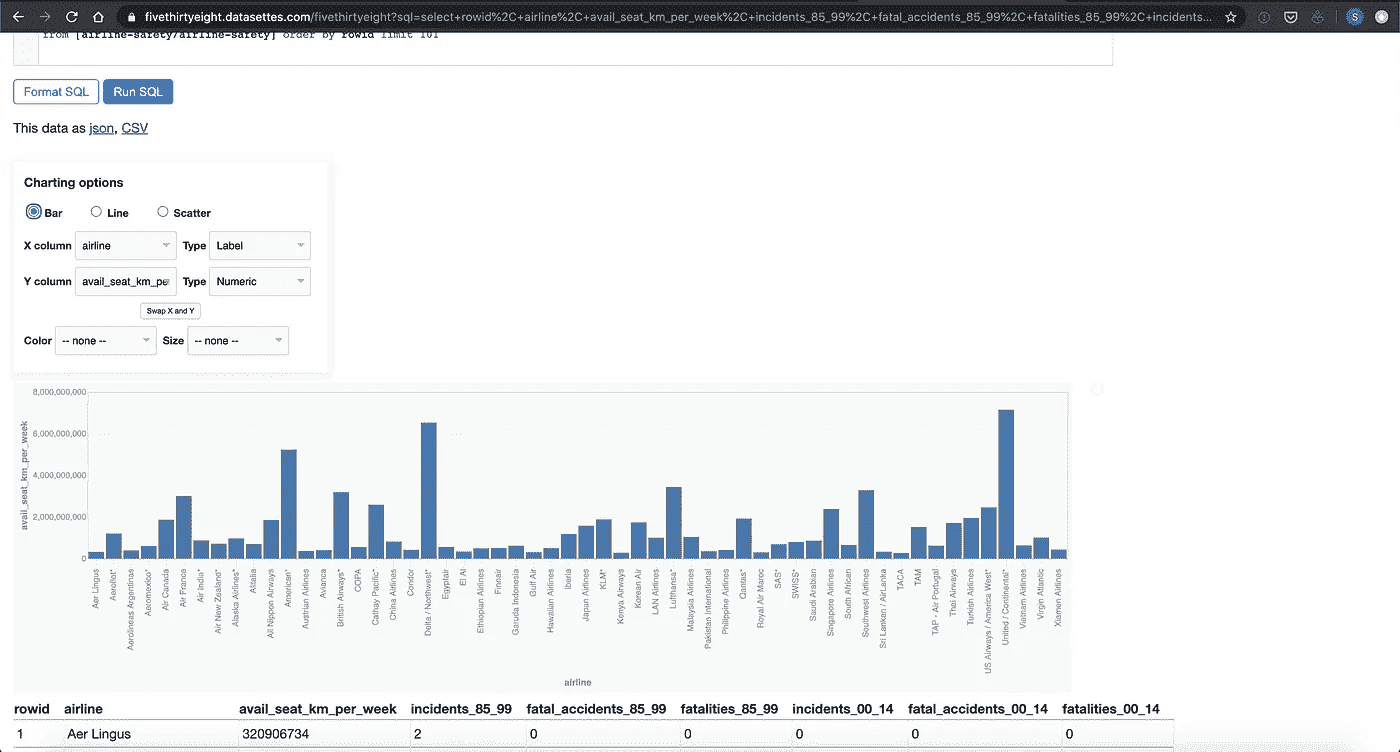 fivethirtyeight.datasettes.com/fivethirtyeight?sql=select+rowid%2C+airline%2C+avail_seat_km_per_week%2C+incidents_85_99%2C+fatal_accidents_85_99%2C+fatalities_85_99%2C+incidents...
S
from [airline-safety/airline-safety] order by rowid limit 101
Format SQL Run SQL
This data as json, CSV
Charting options
Bar Line Scatter
X column airline Type Label
Y column avail_seat_km_pe Type Numeric
Swap X and Y
Color -- none -- Size -- none --
8,000,000,000
6,000,000,000
4,000,000,000
2,000,000,000
0
avail_seat_km_per_week
Aer Lingus
Aeroflot*
Aerolineas Argentinas
Aeromexico*
Air Canada
Air France
Air India*
Air New Zealand*
Alaska Airlines*
Alitalia
All Nippon Airways
American*
Austrian Airlines
Avianca
British Airways*
COPA
Cathay Pacific*
China Airlines
Condor
Delta / Northwest*
Egyptair
El Al
Ethiopian Airlines
Finnair
Garuda Indonesia
Gulf Air
Hawaiian Airlines
Iberia
Japan Airlines
KLM*
Kenya Airways
Korean Air
LAN Airlines
Lufthansa*
Malaysia Airlines
Pakistan International
Philippine Airlines
Qantas*
Royal Air Maroc
SAS*
SWISS*
Saudi Arabian
Singapore Airlines
South African
Southwest Airlines
Sri Lankan / AirLanka
TACA
TAM
TAP - Air Portugal
Thai Airways
Turkish Airlines
US Airways / America West*
United / Continental*
Vietnam Airlines
Virgin Atlantic
Xiamen Airlines
airline
rowid airline avail_seat_km_per_week incidents_85_99 fatal_accidents_85_99 fatalities_85_99 incidents_00_14 fatal_accidents_00_14 fatalities_00_14
1 Aer Lingus 320906734 2 0 0 0 0 0